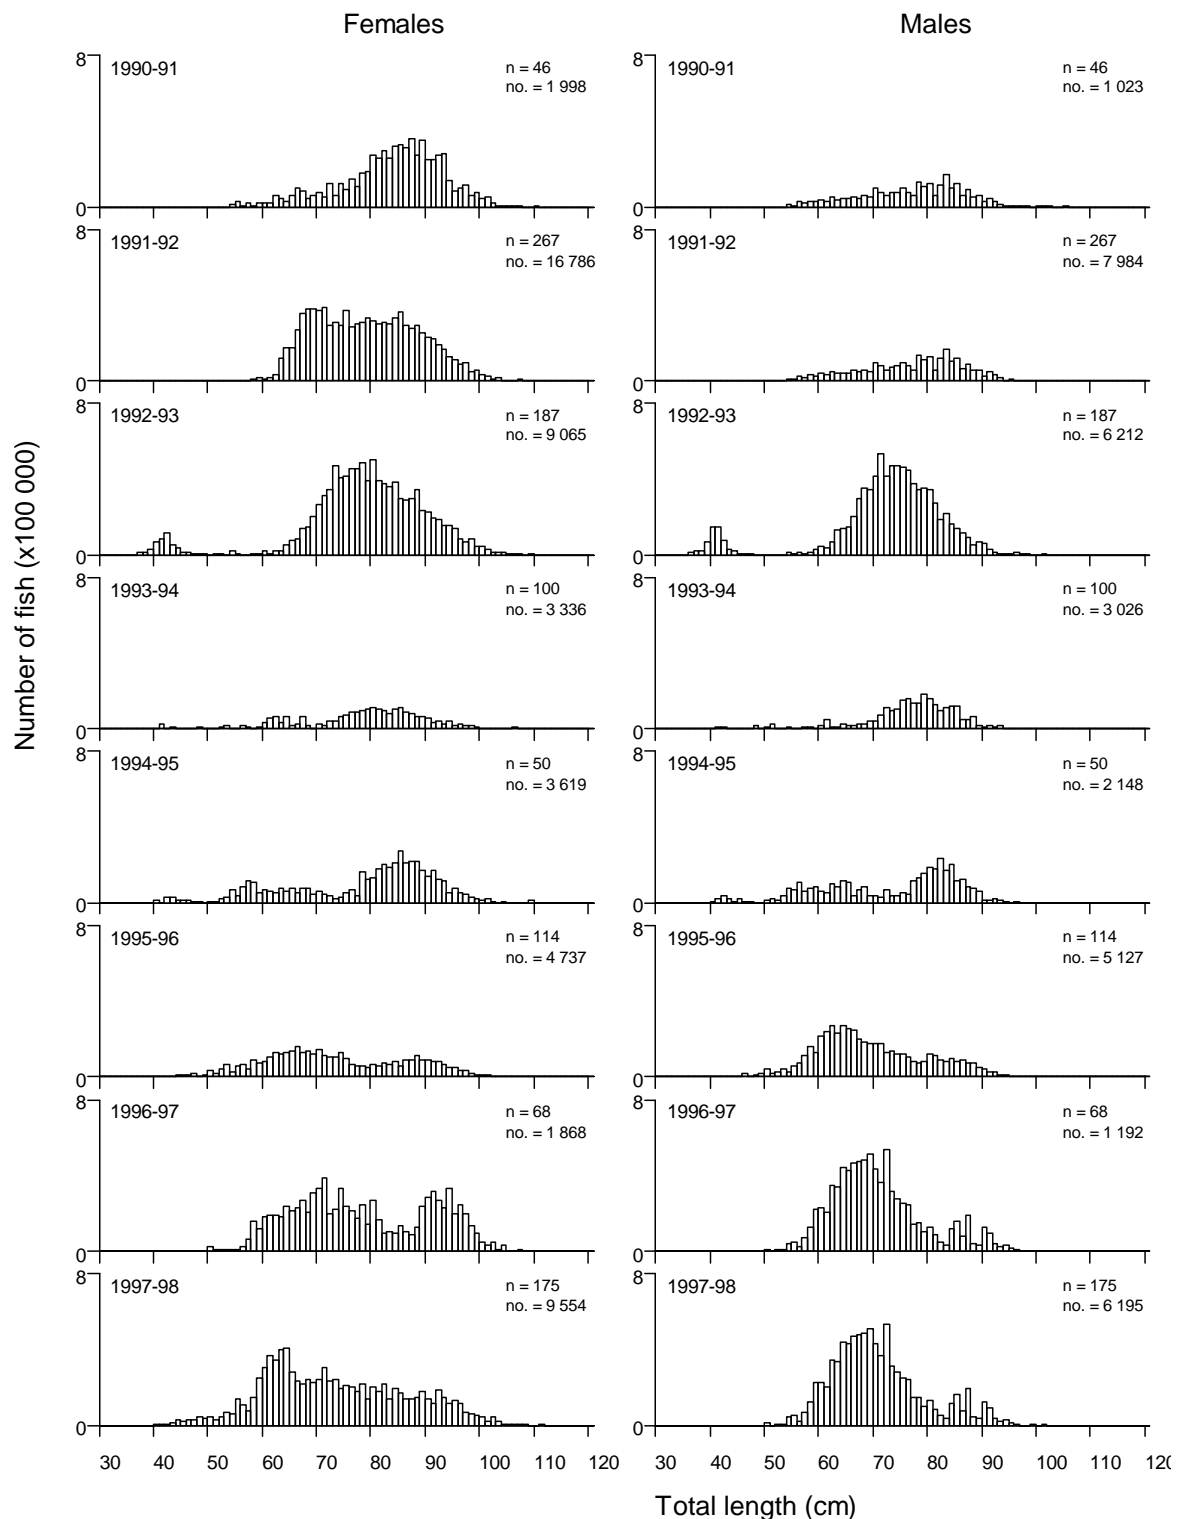 Females Males
8 1990-91 n = 46 8 1990-91 n = 46
no. = 1 998 no. = 1 023
0 0
8 1991-92 n = 267 8 1991-92 n = 267
no. = 16 786 no. = 7 984
0 0
8 1992-93 n = 187 8 1992-93 n = 187
no. = 9 065 no. = 6 212
0 0
Number of fish (x100 000)
8 1993-94 n = 100 8 1993-94 n = 100
no. = 3 336 no. = 3 026
0 0
8 1994-95 n = 50 8 1994-95 n = 50
no. = 3 619 no. = 2 148
0 0
8 1995-96 n = 114 8 1995-96 n = 114
no. = 4 737 no. = 5 127
0 0
8 1996-97 n = 68 8 1996-97 n = 68
no. = 1 868 no. = 1 192
0 0
8 1997-98 n = 175 8 1997-98 n = 175
no. = 9 554 no. = 6 195
0 0
30 40 50 60 70 80 90 100 110 120 30 40 50 60 70 80 90 100 110 120
Total length (cm)